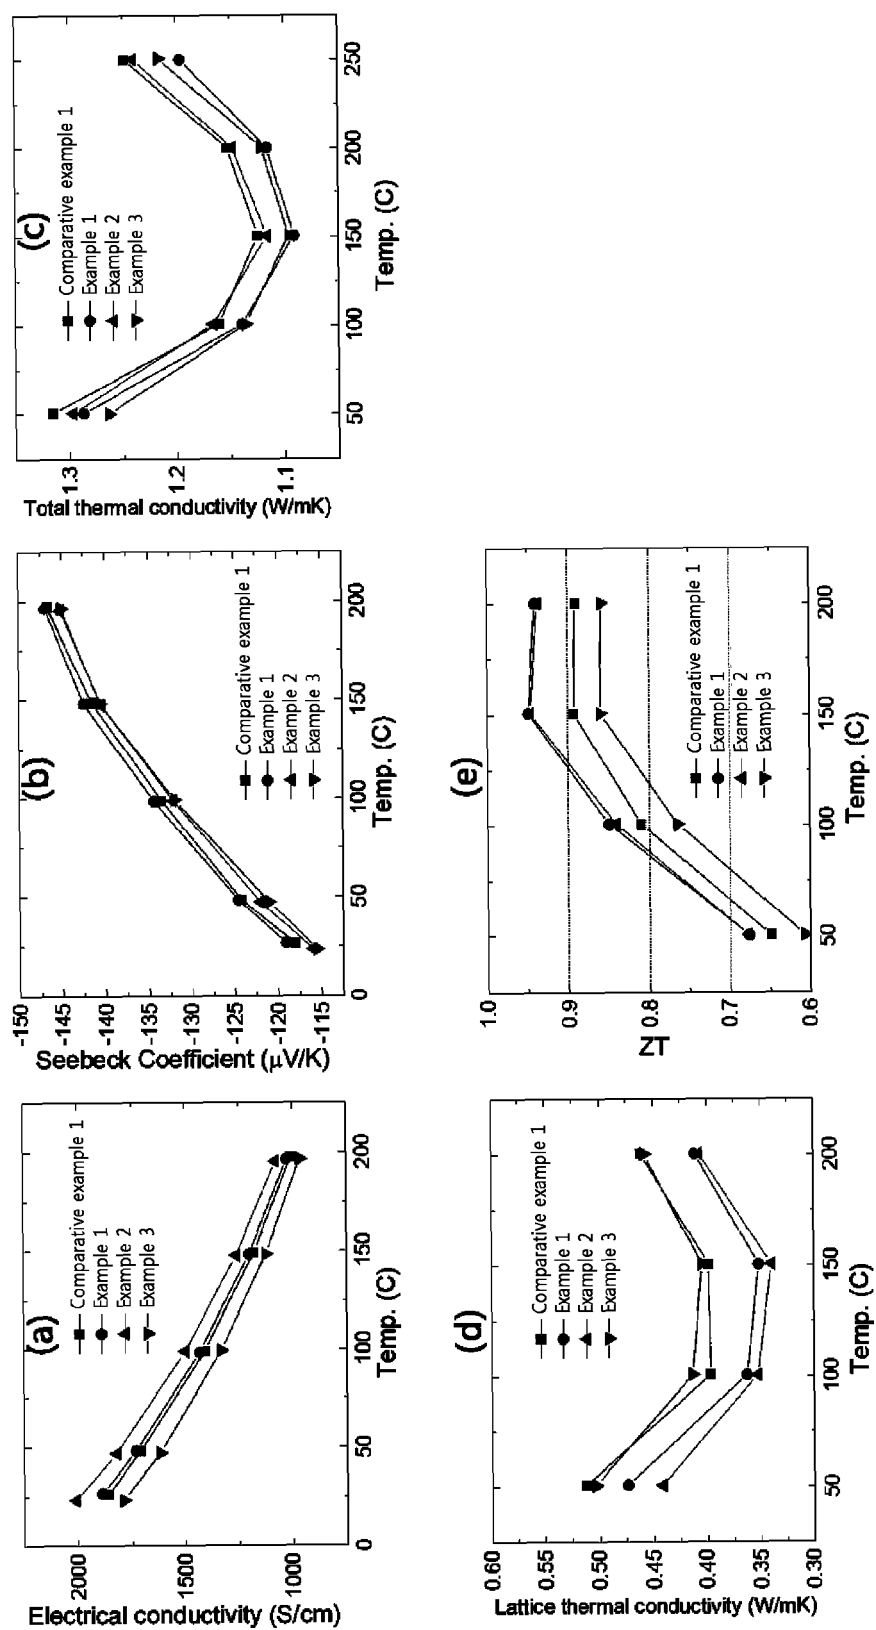 (a)
Comparative example 1
Example 1
Example 2
Example 3
Electrical conductivity (S/cm)
2000
1500
1000
0
50
100
150
200
Temp. (C)
(b)
Comparative example 1
Example 1
Example 2
Example 3
Seebeck Coefficient (μV/K)
-150
-145
-140
-135
-130
-125
-120
-115
0
50
100
150
200
Temp. (C)
(c)
Comparative example 1
Example 1
Example 2
Example 3
Total thermal conductivity (W/mK)
1.3
1.2
1.1
50
100
150
200
250
Temp. (C)
(d)
Comparative example 1
Example 1
Example 2
Example 3
Lattice thermal conductivity (W/mK)
0.60
0.55
0.50
0.45
0.40
0.35
0.30
50
100
150
200
Temp. (C)
(e)
Comparative example 1
Example 1
Example 2
Example 3
ZT
1.0
0.9
0.8
0.7
0.6
50
100
150
200
Temp. (C)